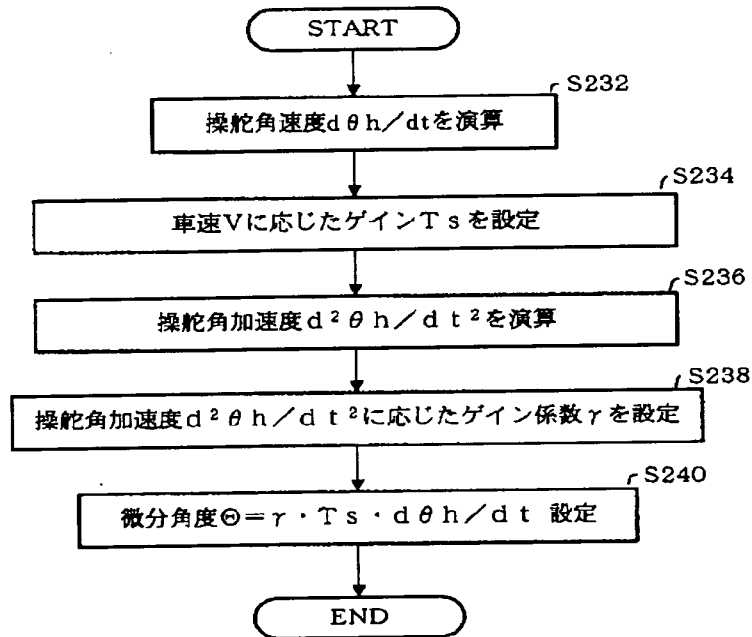 START
S232
操舵角速度dθh/dtを演算
S234
車速Vに応じたゲインTsを設定
S236
操舵角加速度d²θh/dt²を演算
S238
操舵角加速度d²θh/dt²に応じたゲイン係数γを設定
S240
微分角度Θ=γ・Ts・dθh/dt 設定
END